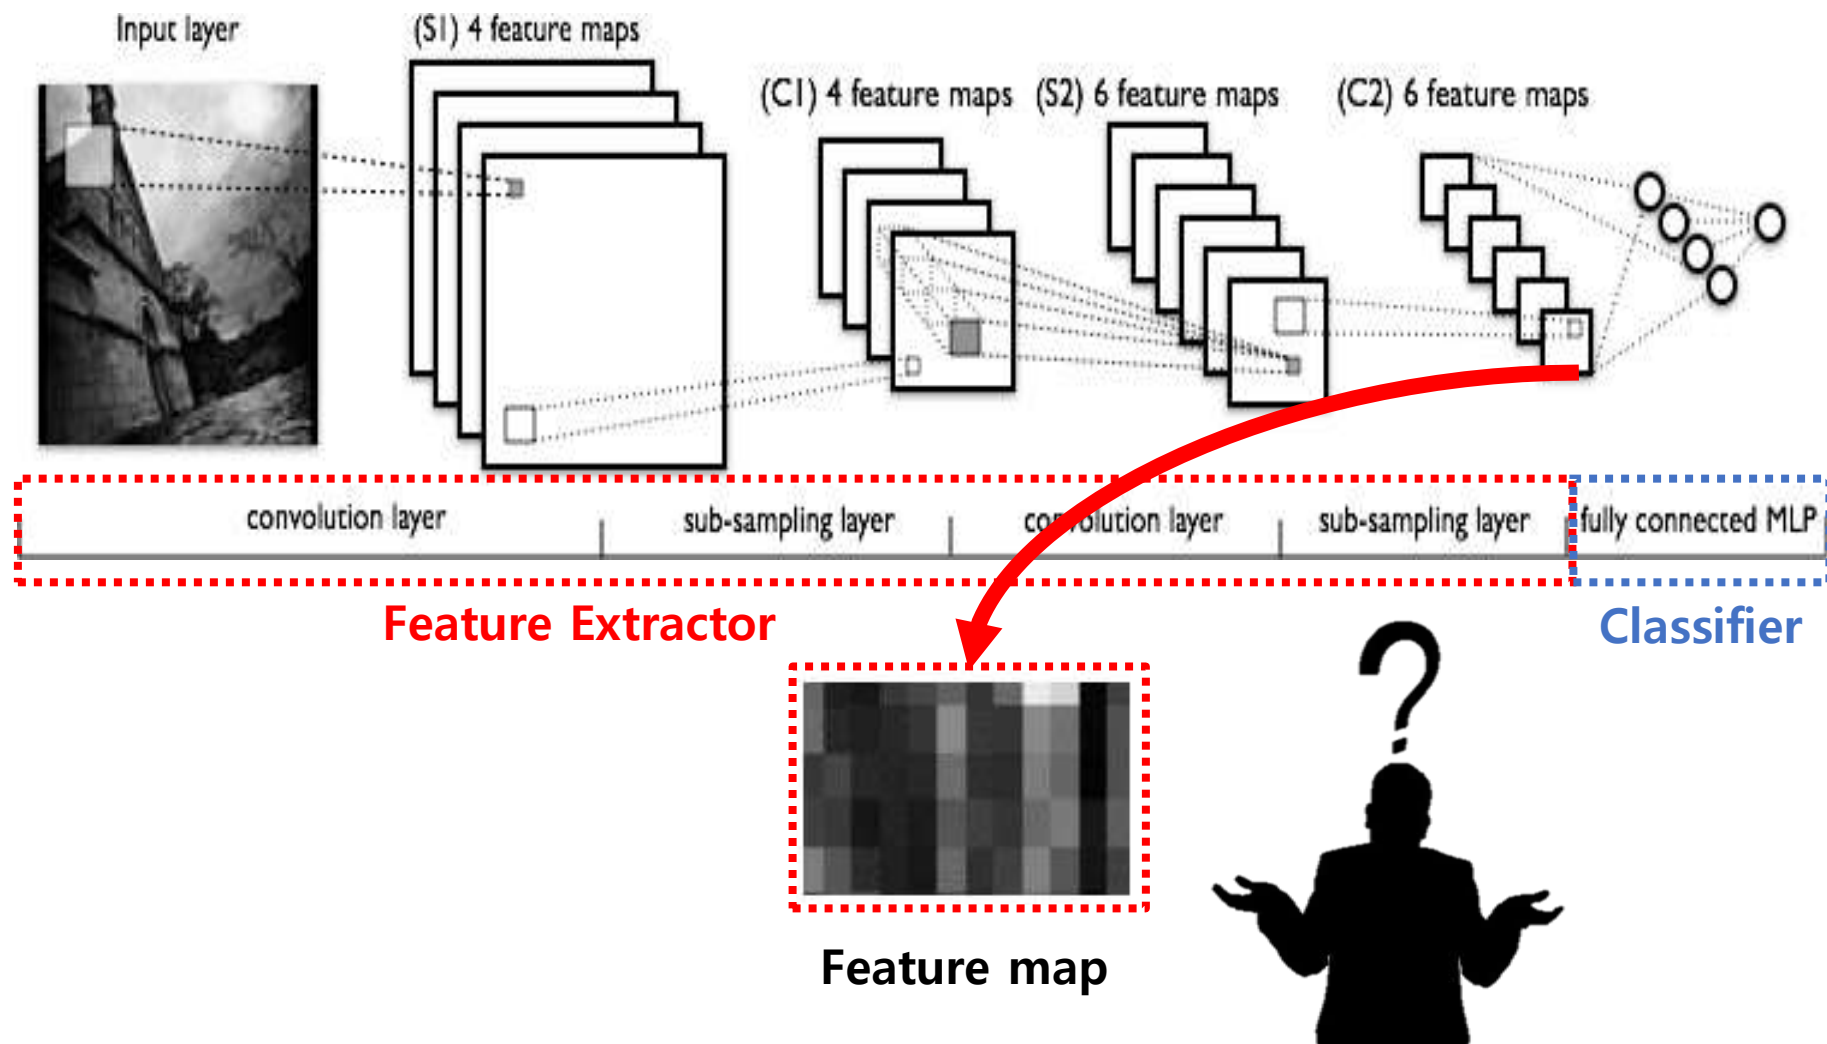 Input layer
(S1) 4 feature maps
(C1) 4 feature maps
(S2) 6 feature maps
(C2) 6 feature maps
convolution layer
sub-sampling layer
convolution layer
sub-sampling layer
fully connected MLP
Feature Extractor
Classifier
?
Feature map